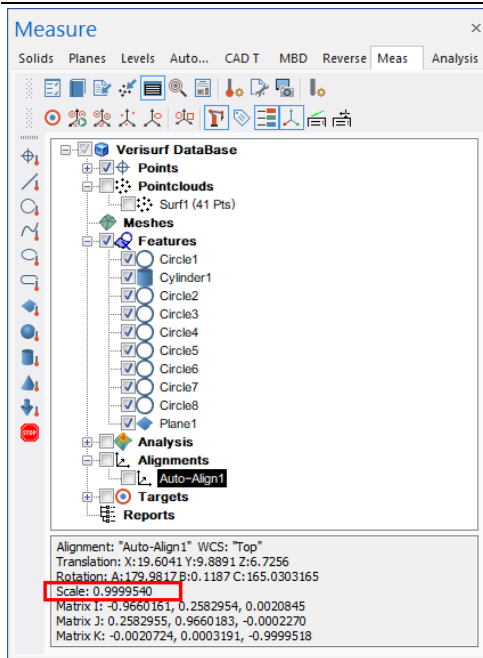 Measure
Solids Planes Levels Auto... CAD T MBD Reverse Meas Analysis
Verisurf DataBase
Points
Pointclouds
Surf1 (41 Pts)
Meshes
Features
Circle1
Cylinder1
Circle2
Circle3
Circle4
Circle5
Circle6
Circle7
Circle8
Plane1
Analysis
Alignments
Auto-Align1
Targets
Reports
STOP
Alignment: "Auto-Align1" WCS: "Top"
Translation: X:19.6041 Y:9.8891 Z:6.7256
Rotation: A:179.9817 B:0.1187 C:165.0303165
Scale: 0.9999540
Matrix I: -0.9660161, 0.2582954, 0.0020845
Matrix J: 0.2582955, 0.9660183, -0.0002270
Matrix K: -0.0020724, 0.0003191, -0.9999518